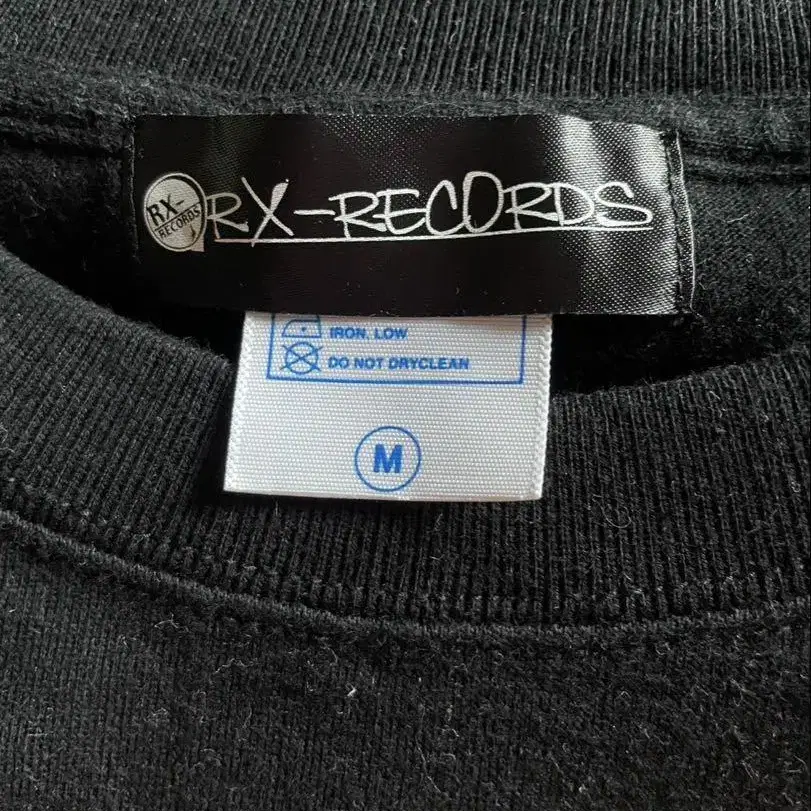 RX-
RECORDS
RX-RECORDS
IRON, LOW
DO NOT DRYCLEAN
M